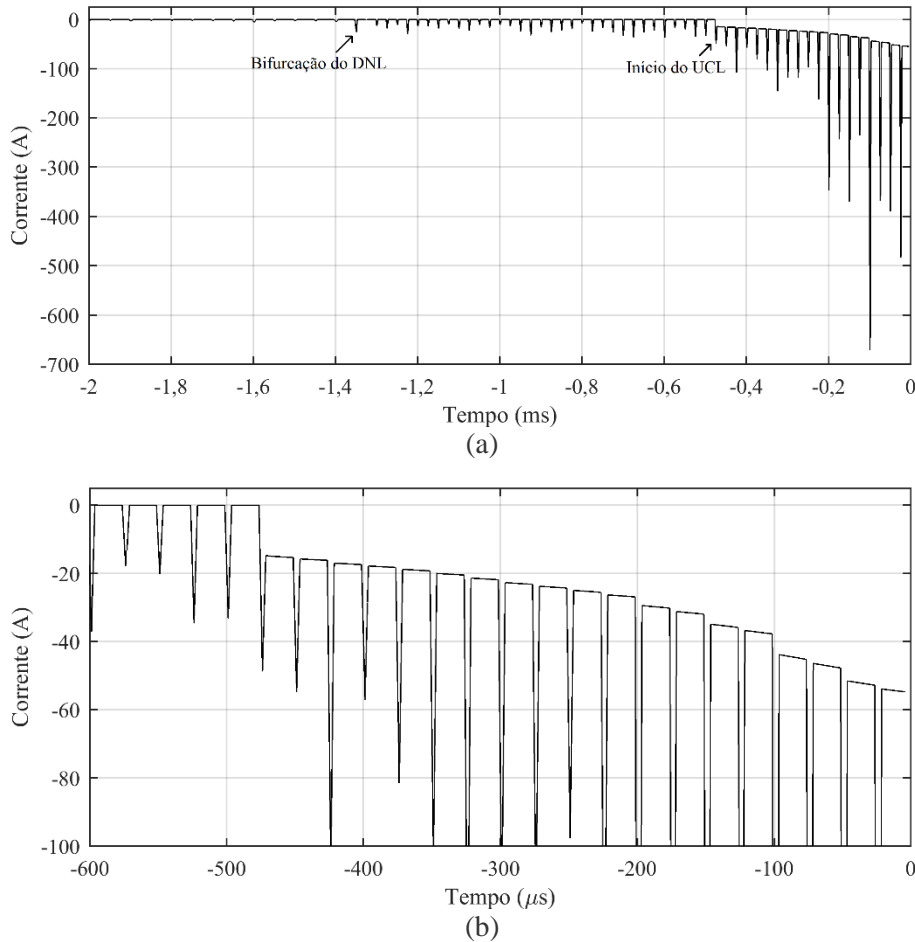 0
-100
-200
-300
-400
-500
-600
-700
Corrente (A)
Bifurcação do DNL
Início do UCL
-2 -1,8 -1,6 -1,4 -1,2 -1 -0,8 -0,6 -0,4 -0,2 0
Tempo (ms)
(a)
0
-20
-40
-60
-80
-100
Corrente (A)
-600 -500 -400 -300 -200 -100 0
Tempo (μs)
(b)